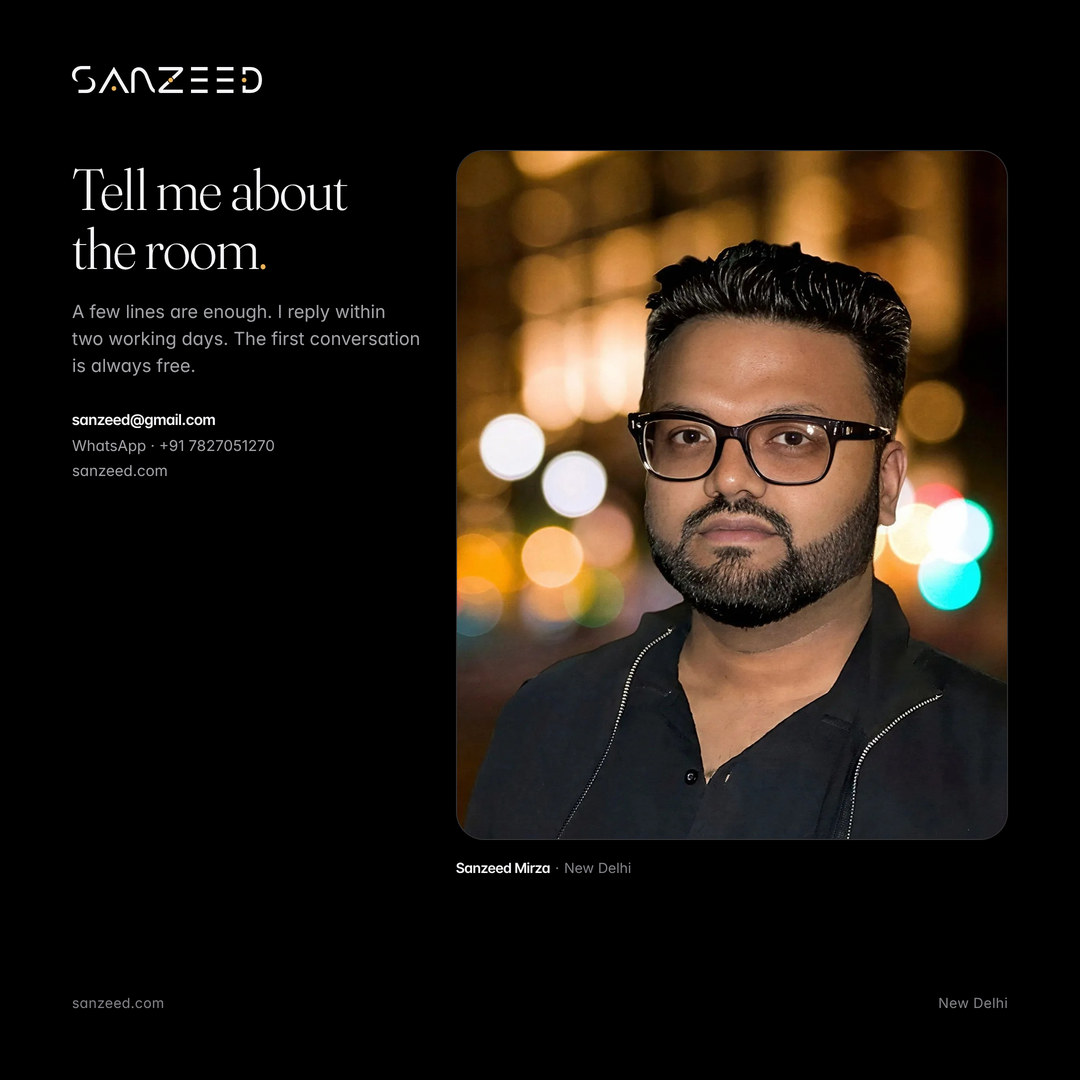 SANZEED
Tell me about
the room.
A few lines are enough. I reply within
two working days. The first conversation
is always free.
sanzeed@gmail.com
WhatsApp · +91 7827051270
sanzeed.com
Sanzeed Mirza · New Delhi
sanzeed.com
New Delhi